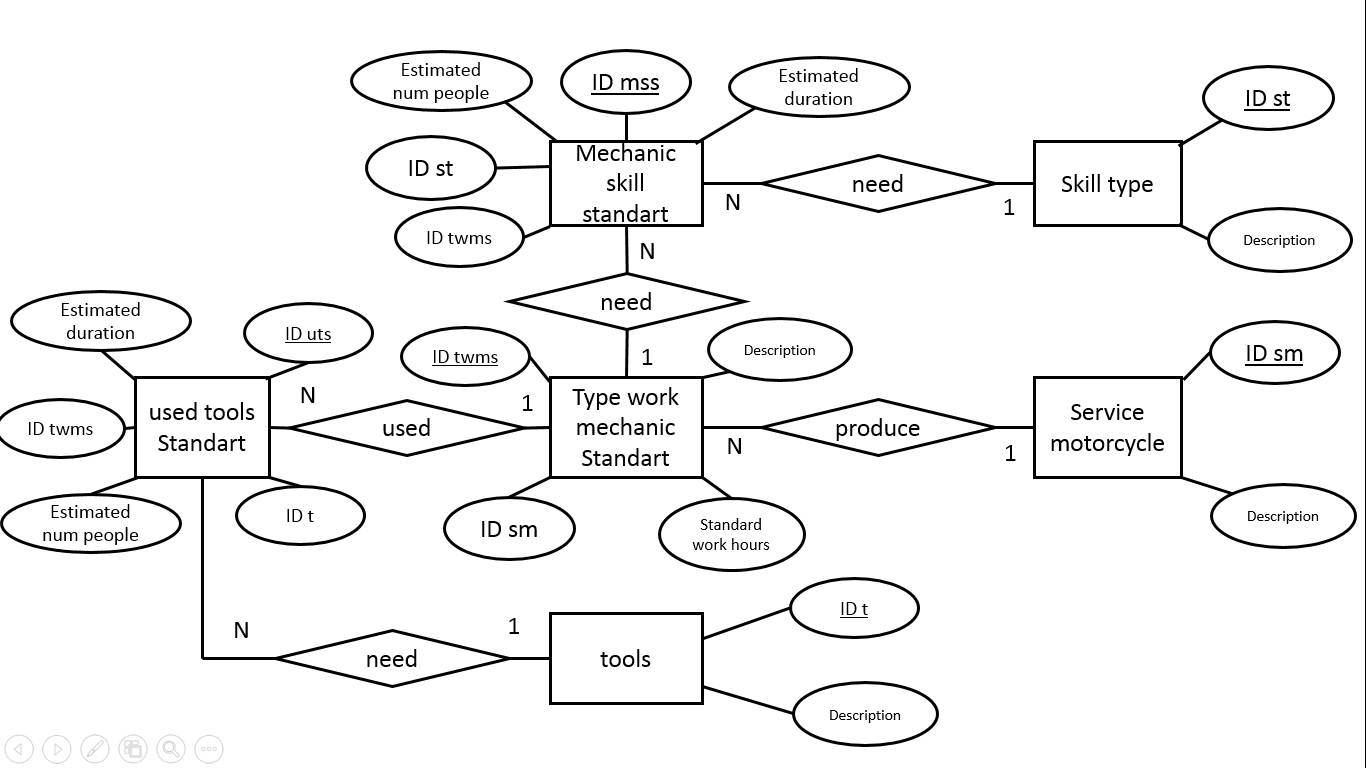 Estimated
num people
ID mss
Estimated
duration
ID st
ID st
Mechanic
skill
standart
need
Skill type
N
1
ID twms
Description
N
need
Estimated
duration
ID uts
ID twms
1
Description
ID sm
N
1
used tools
Standart
used
Type work
mechanic
Standart
produce
Service
motorcycle
ID twms
N
1
Estimated
num people
ID t
ID sm
Standard
work hours
Description
N
1
need
tools
ID t
Description